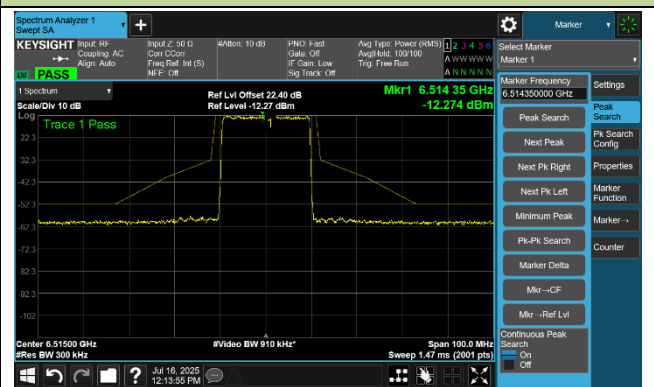 Spectrum Analyzer 1
Swept SA
Marker
KEYSIGHT
Input: RF
Coupling: AC
Align: Auto
Input Z: 50 Ω
Corr CCorr
Freq Ref: Int (S)
NFE: Off
#Atten: 10 dB
PNO: Fast
Gate: Off
IF Gain: Low
Sig Track: Off
Avg Type: Power (RMS)
Avg|Hold: 100/100
Trig: Free Run
1 2 3 4 5 6
A W W W W W
A N N N N N
LM PASS
Select Marker
Marker 1
1 Spectrum
Scale/Div 10 dB
Ref Lvl Offset 22.40 dB
Ref Level -12.27 dBm
Mkr1 6.514 35 GHz
-12.274 dBm
Log
Trace 1 Pass
1
-22.3
-32.3
-42.3
-52.3
-62.3
-72.3
-82.3
-92.3
-102
Center 6.51500 GHz
#Res BW 300 kHz
#Video BW 910 kHz*
Span 100.0 MHz
Sweep 1.47 ms (2001 pts)
Marker Frequency
6.514350000 GHz
Peak Search
Next Peak
Next Pk Right
Next Pk Left
Minimum Peak
Pk-Pk Search
Marker Delta
Mkr→CF
Mkr→Ref Lvl
Continuous Peak
Search
On
Off
Settings
Peak
Search
Pk Search
Config
Properties
Marker
Function
Marker→
Counter
?
Jul 16, 2025
12:13:55 PM